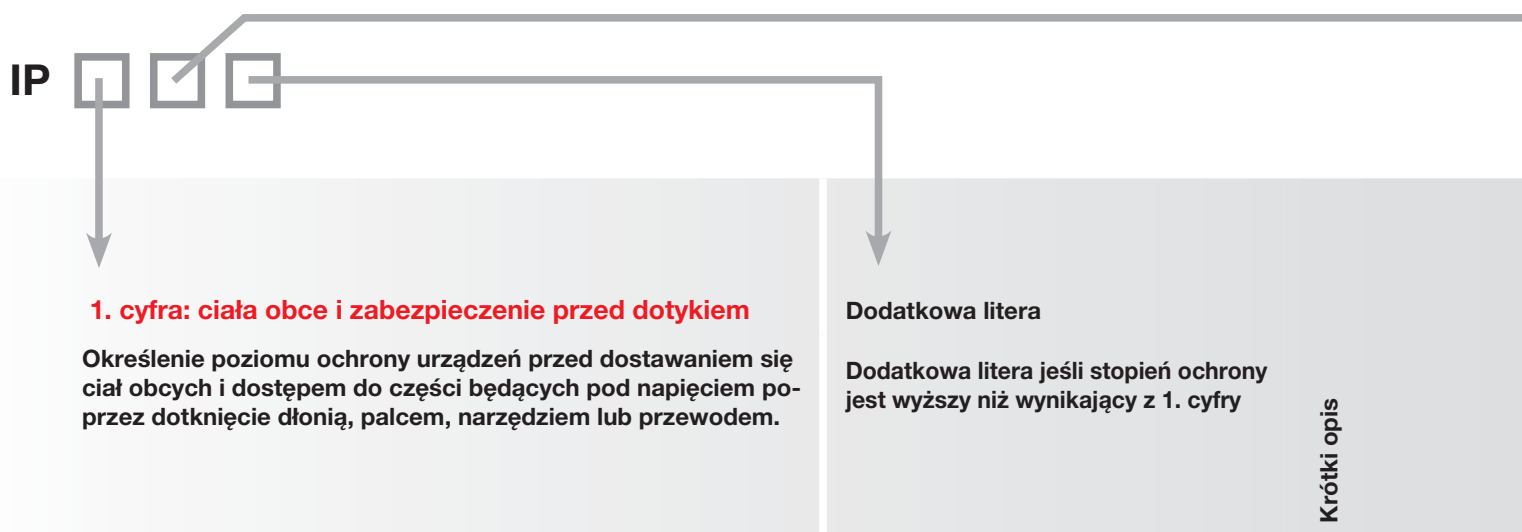 IP
1. cyfra: ciała obce i zabezpieczenie przed dotykiem
Określenie poziomu ochrony urządzeń przed dostawaniem się
ciał obcych i dostępem do części będących pod napięciem po-
przez dotknięcie dłonią, palcem, narzędziem lub przewodem.
Dodatkowa litera
Dodatkowa litera jeśli stopień ochrony
jest wyższy niż wynikający z 1. cyfry
Krótki opis